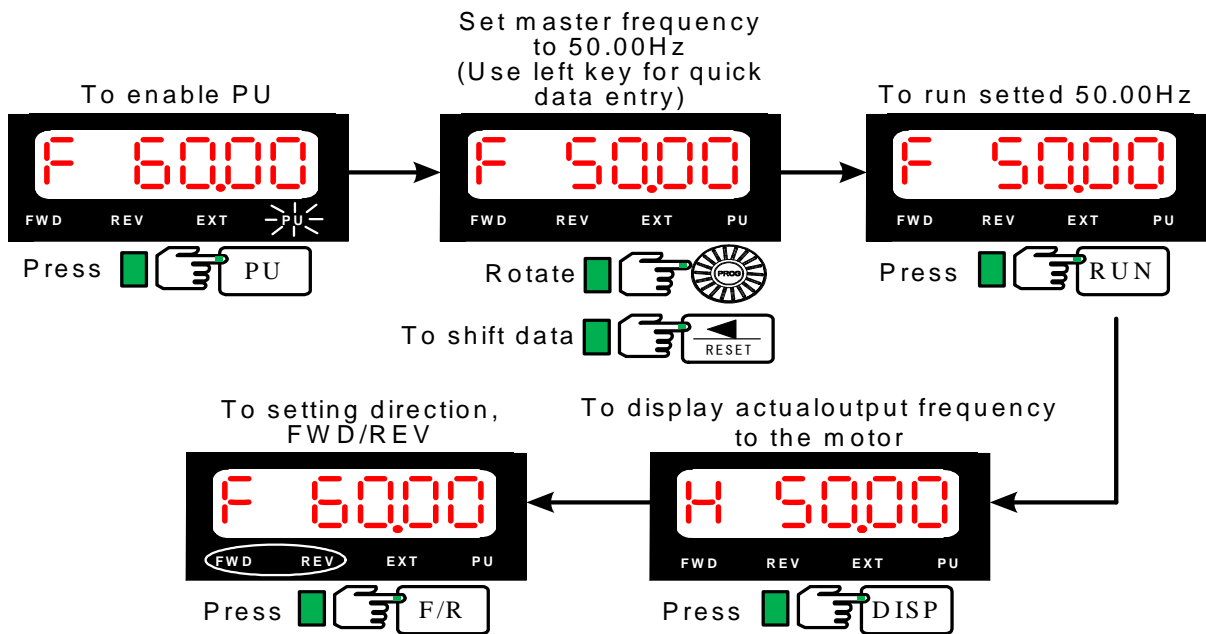 To enable PU
F 60.00
FWD REV EXT PU
Press PU
Set master frequency
to 50.00Hz
(Use left key for quick
data entry)
F 50.00
FWD REV EXT PU
Rotate PROG
To shift data RESET
To run setted 50.00Hz
F 50.00
FWD REV EXT PU
Press RUN
To display actualoutput frequency
to the motor
H 50.00
FWD REV EXT PU
Press DISP
To setting direction,
FWD/REV
F 60.00
FWD REV EXT PU
Press F/R